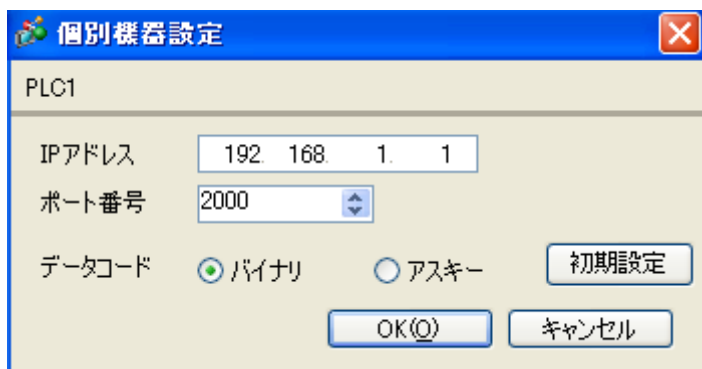 個別機器設定
PLC1
IPアドレス 192. 168. 1. 1
ポート番号 2000
データコード バイナリ アスキー 初期設定
OK(O) キャンセル